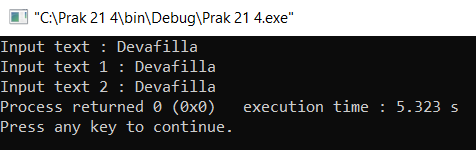 "C:\Prak 21 4\bin\Debug\Prak 21 4.exe"
Input text : Devafilla
Input text 1 : Devafilla
Input text 2 : Devafilla
Process returned 0 (0x0)   execution time : 5.323 s
Press any key to continue.